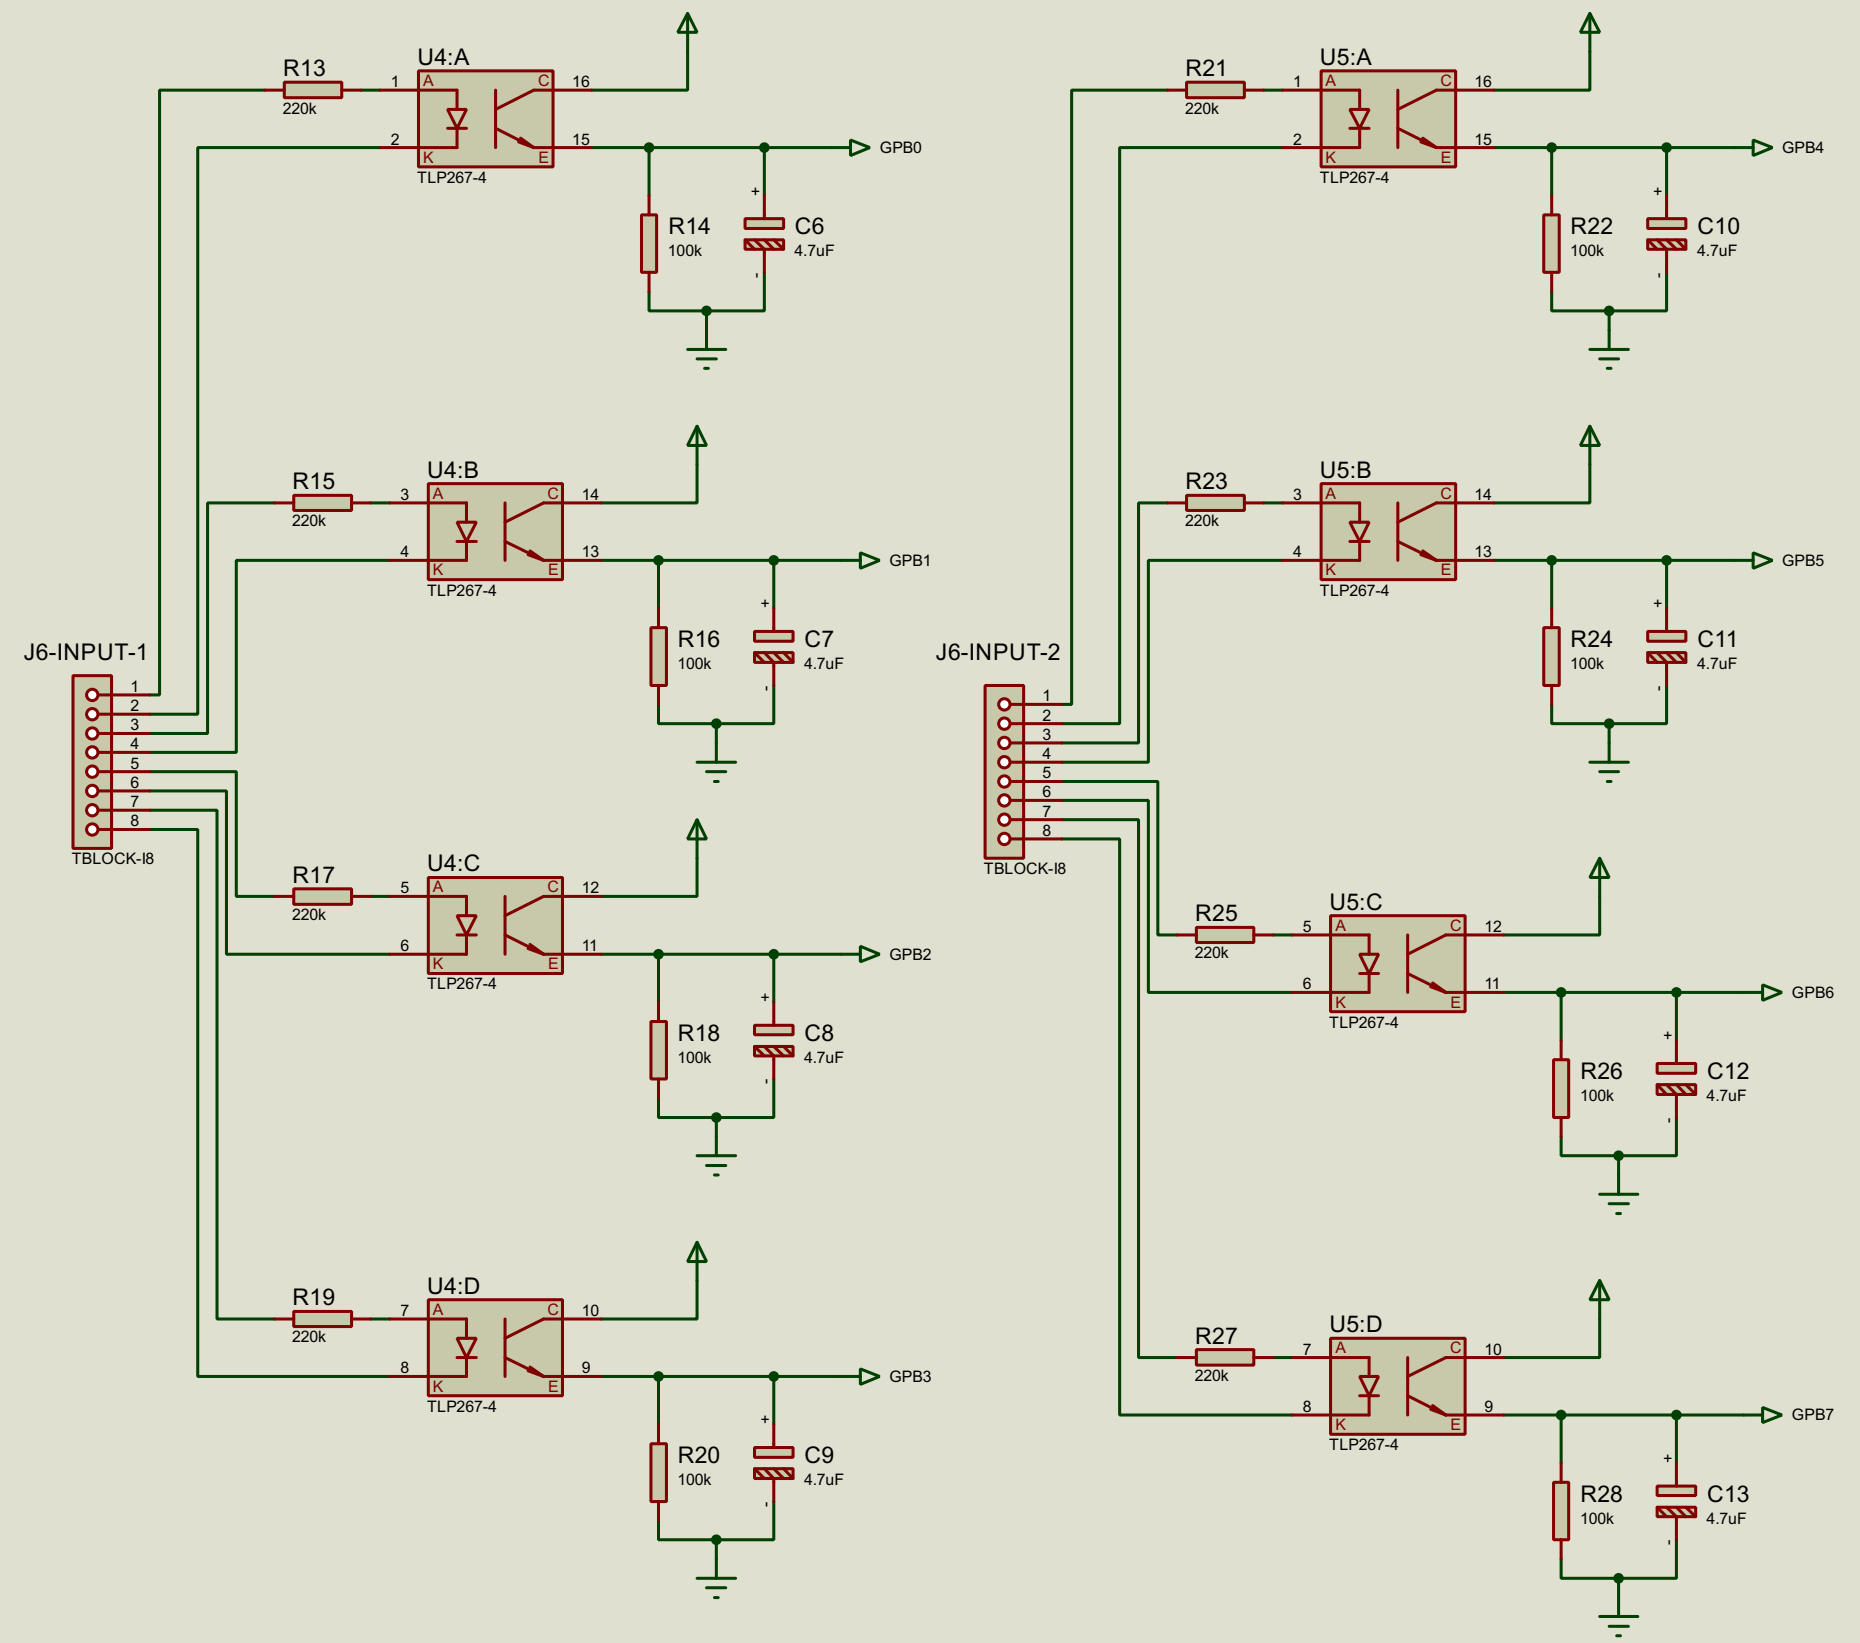 U4:A
R13
220k
1
2
A
K
C
E
16
15
TLP267-4
GPB0
R14
100k
+
C6
4.7uF
-
U4:B
R15
220k
3
4
A
K
C
E
14
13
TLP267-4
GPB1
R16
100k
+
C7
4.7uF
-
J6-INPUT-1
1
2
3
4
5
6
7
8
TBLOCK-I8
U4:C
R17
220k
5
6
A
K
C
E
12
11
TLP267-4
GPB2
R18
100k
+
C8
4.7uF
-
U4:D
R19
220k
7
8
A
K
C
E
10
9
TLP267-4
GPB3
R20
100k
+
C9
4.7uF
-
U5:A
R21
220k
1
2
A
K
C
E
16
15
TLP267-4
GPB4
R22
100k
+
C10
4.7uF
-
U5:B
R23
220k
3
4
A
K
C
E
14
13
TLP267-4
GPB5
R24
100k
+
C11
4.7uF
-
J6-INPUT-2
1
2
3
4
5
6
7
8
TBLOCK-I8
U5:C
R25
220k
5
6
A
K
C
E
12
11
TLP267-4
GPB6
R26
100k
+
C12
4.7uF
-
U5:D
R27
220k
7
8
A
K
C
E
10
9
TLP267-4
GPB7
R28
100k
+
C13
4.7uF
-